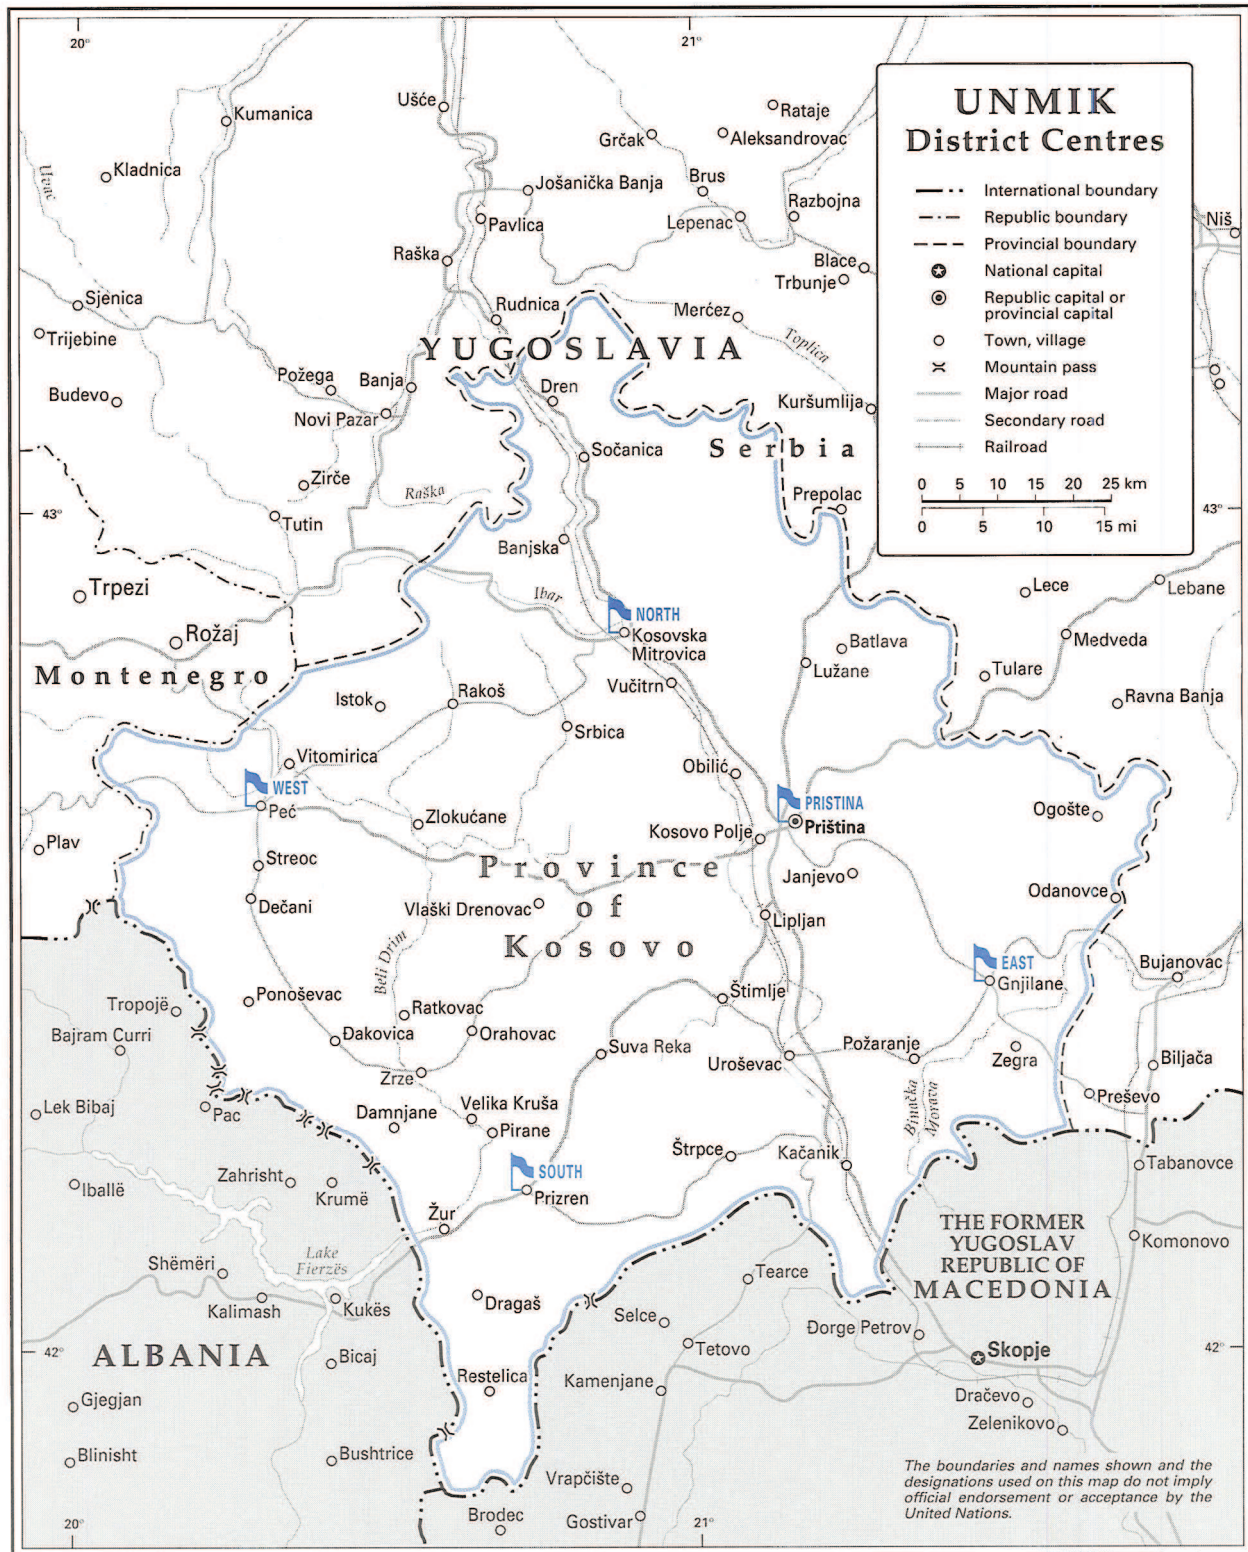 20°
21°
UNMIK
District Centres
International boundary
Republic boundary
Provincial boundary
National capital
Republic capital or
provincial capital
Town, village
Mountain pass
Major road
Secondary road
Railroad
0 5 10 15 20 25 km
0 5 10 15 mi
Ušće
Kumanica
Rataje
Grčak
Aleksandrovac
Kladnica
Uvac
Jošanička Banja
Brus
Razbojna
Pavlica
Lepenac
Niš
Raška
Blace
Trbunje
Sjenica
Rudnica
Merćez
Trijebine
Toplica
YUGOSLAVIA
Požega
Banja
Dren
Budevo
Novi Pazar
Kuršumlija
Sočanica
Serbia
Zirče
Raška
Prepolac
43°
43°
Tutin
Banjska
Trpezi
Ibar
Lece
Lebane
NORTH
Kosovska
Mitrovica
Rožaj
Batlava
Medveda
Lužane
Montenegro
Vučitrn
Tulare
Istok
Rakoš
Ravna Banja
Srbica
Vitomirica
Obilić
WEST
Peć
PRISTINA
Priština
Zlokućane
Ogošte
Kosovo Polje
Plav
Streoc
Province
of
Kosovo
Janjevo
Dečani
Vlaški Drenovac
Odanovce
Lipljan
Beli Drim
EAST
Gnjilane
Bujanovac
Ponoševac
Štimlje
Tropojë
Ratkovac
Bajram Curri
Đakovica
Orahovac
Suva Reka
Uroševac
Požaranje
Zegra
Biljača
Zrze
Lek Bibaj
Pac
Damnjane
Velika Kruša
Pirane
Binačka
Morava
Preševo
Štrpce
Kačanik
Tabanovce
Iballë
Zahrisht
Krumë
SOUTH
Prizren
Žur
THE FORMER
YUGOSLAV
REPUBLIC OF
MACEDONIA
Komonovo
Lake
Fierzës
Shëmëri
Tearce
Kalimash
Kukës
Dragaš
Selce
Đorge Petrov
42°
ALBANIA
Bicaj
Tetovo
Skopje
42°
Restelica
Kamenjane
Gjegjan
Dračevo
Zelenikovo
Blinisht
Bushtrice
Vrapčište
The boundaries and names shown and the
designations used on this map do not imply
official endorsement or acceptance by the
United Nations.
Brodec
Gostivar
20°
21°